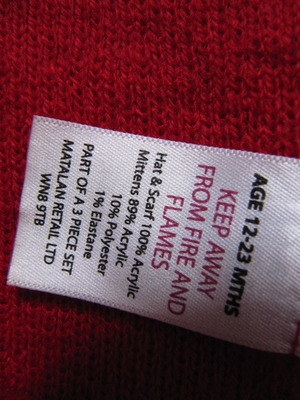 AGE 12-23 MTHS
KEEP AWAY
FROM FIRE AND
FLAMES
Hat & Scarf 100% Acrylic
Mittens 89% Acrylic
10% Polyester
1% Elastane
PART OF A 3 PIECE SET
MATALAN RETAIL LTD
WN8 9TB